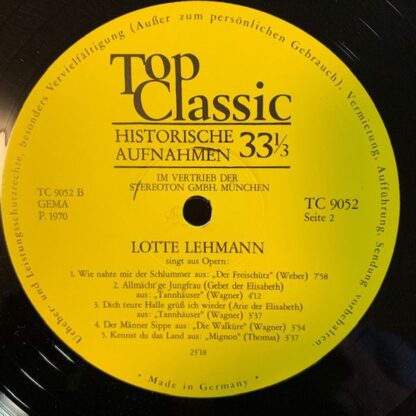 Urheber und Leistungsschutzrechte, besonders Vervielfältigung (Außer zum persönlichen Gebrauch), Vermietung, Aufführung, Sendung vorbehalten.
Top
Classic
HISTORISCHE
AUFNAHMEN 33⅓
IM VERTRIEB DER
STEREOTON GMBH. MÜNCHEN
TC 9052 B
GEMA
P. 1970
TC 9052
Seite 2
LOTTE LEHMANN
singt aus Opern:
1. Wie nahte mir der Schlummer aus: „Der Freischütz" (Weber) 7'58
2. Allmächt'ge Jungfrau (Gebet der Elisabeth)
aus: „Tannhäuser" (Wagner) 4'12
3. Dich teure Halle grüß ich wieder (Arie der Elisabeth)
aus: „Tannhäuser" (Wagner) 3'37
4. Der Männer Sippe aus: „Die Walküre" (Wagner) 3'54
5. Kennst du das Land aus: „Mignon" (Thomas) 3'37
23'18
• Made in Germany •